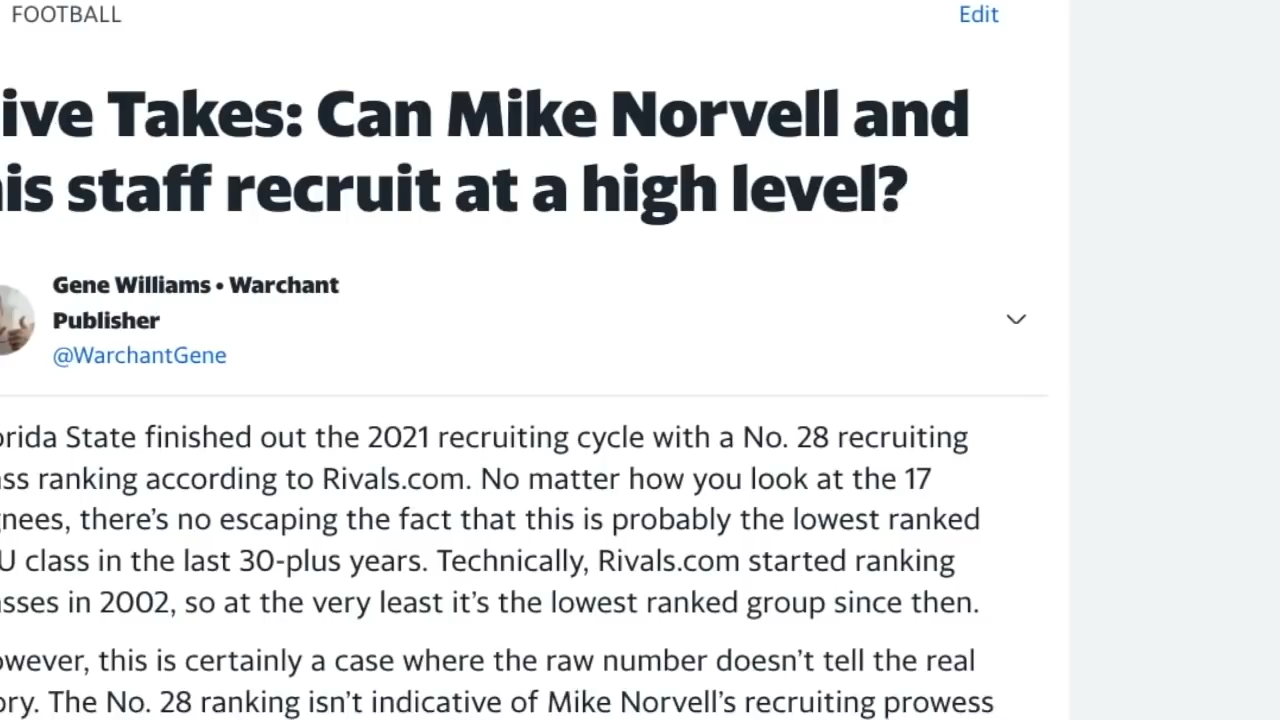 FOOTBALL
Edit
ive Takes: Can Mike Norvell and
is staff recruit at a high level?
Gene Williams • Warchant
Publisher
@WarchantGene
orida State finished out the 2021 recruiting cycle with a No. 28 recruiting
ss ranking according to Rivals.com. No matter how you look at the 17
nees, there’s no escaping the fact that this is probably the lowest ranked
U class in the last 30-plus years. Technically, Rivals.com started ranking
sses in 2002, so at the very least it’s the lowest ranked group since then.
wever, this is certainly a case where the raw number doesn’t tell the real
ory. The No. 28 ranking isn’t indicative of Mike Norvell’s recruiting prowess